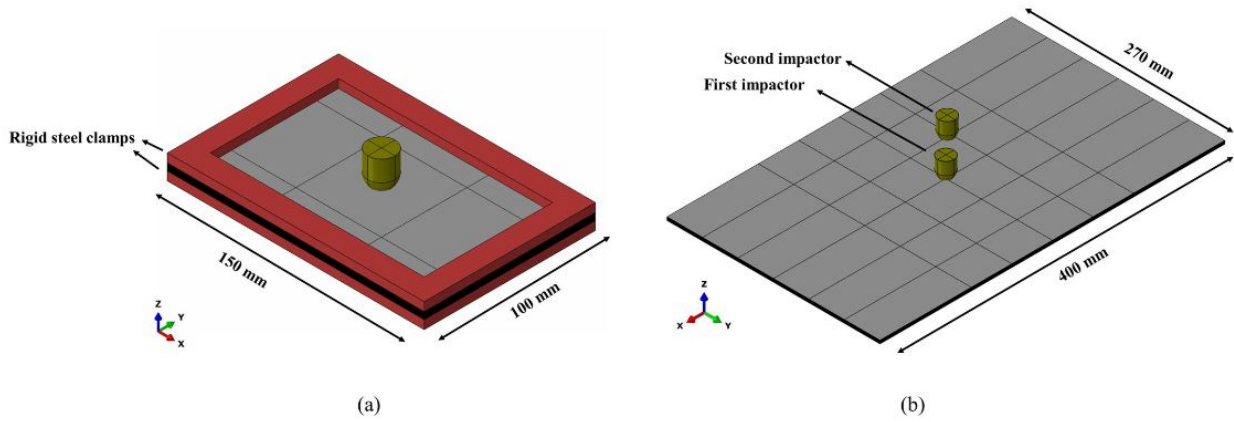 Rigid steel clamps
150 mm
100 mm
Z
Y
X
(a)
Second impactor
First impactor
270 mm
400 mm
Z
X
Y
(b)